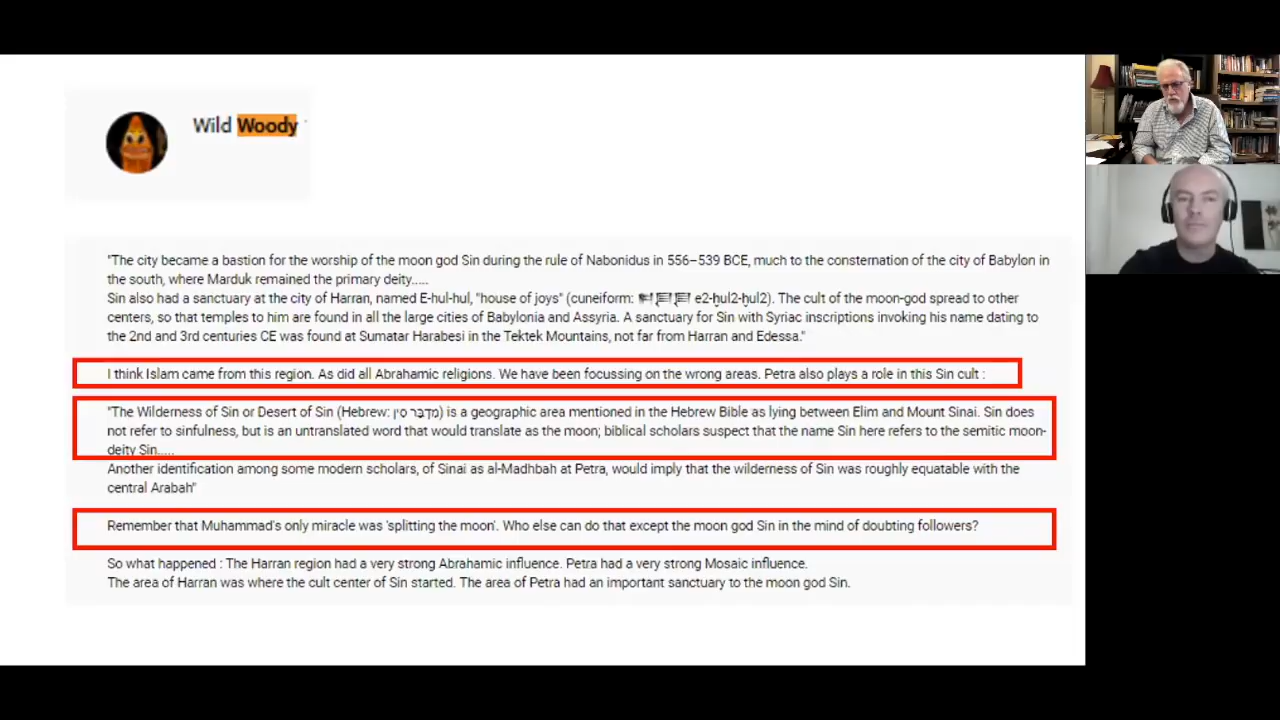 Wild Woody
"The city became a bastion for the worship of the moon god Sin during the rule of Nabonidus in 556–539 BCE, much to the consternation of the city of Babylon in
the south, where Marduk remained the primary deity.....
Sin also had a sanctuary at the city of Harran, named E-hul-hul, "house of joys" (cuneiform: e2-ḫul2-ḫul2). The cult of the moon-god spread to other
centers, so that temples to him are found in all the large cities of Babylonia and Assyria. A sanctuary for Sin with Syriac inscriptions invoking his name dating to
the 2nd and 3rd centuries CE was found at Sumatar Harabesi in the Tektek Mountains, not far from Harran and Edessa."
I think Islam came from this region. As did all Abrahamic religions. We have been focussing on the wrong areas. Petra also plays a role in this Sin cult :
"The Wilderness of Sin or Desert of Sin (Hebrew: מִדְבַּר סִין) is a geographic area mentioned in the Hebrew Bible as lying between Elim and Mount Sinai. Sin does
not refer to sinfulness, but is an untranslated word that would translate as the moon; biblical scholars suspect that the name Sin here refers to the semitic moon-
deity Sin.....
Another identification among some modern scholars, of Sinai as al-Madhbah at Petra, would imply that the wilderness of Sin was roughly equatable with the
central Arabah"
Remember that Muhammad's only miracle was 'splitting the moon'. Who else can do that except the moon god Sin in the mind of doubting followers?
So what happened : The Harran region had a very strong Abrahamic influence. Petra had a very strong Mosaic influence.
The area of Harran was where the cult center of Sin started. The area of Petra had an important sanctuary to the moon god Sin.